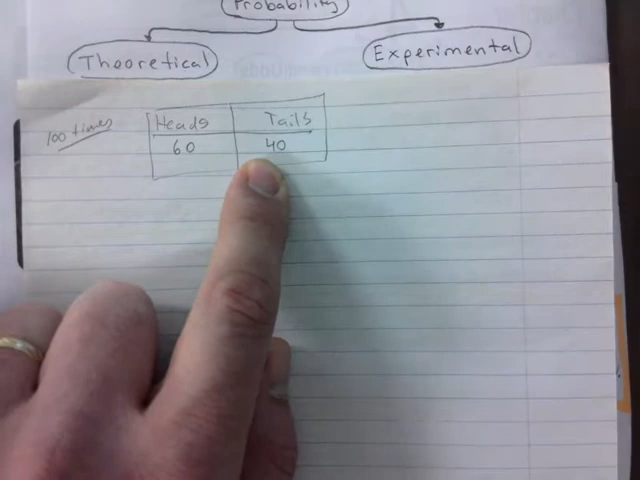 Probability
Theoretical
Experimental
100 times
Heads Tails
60 40